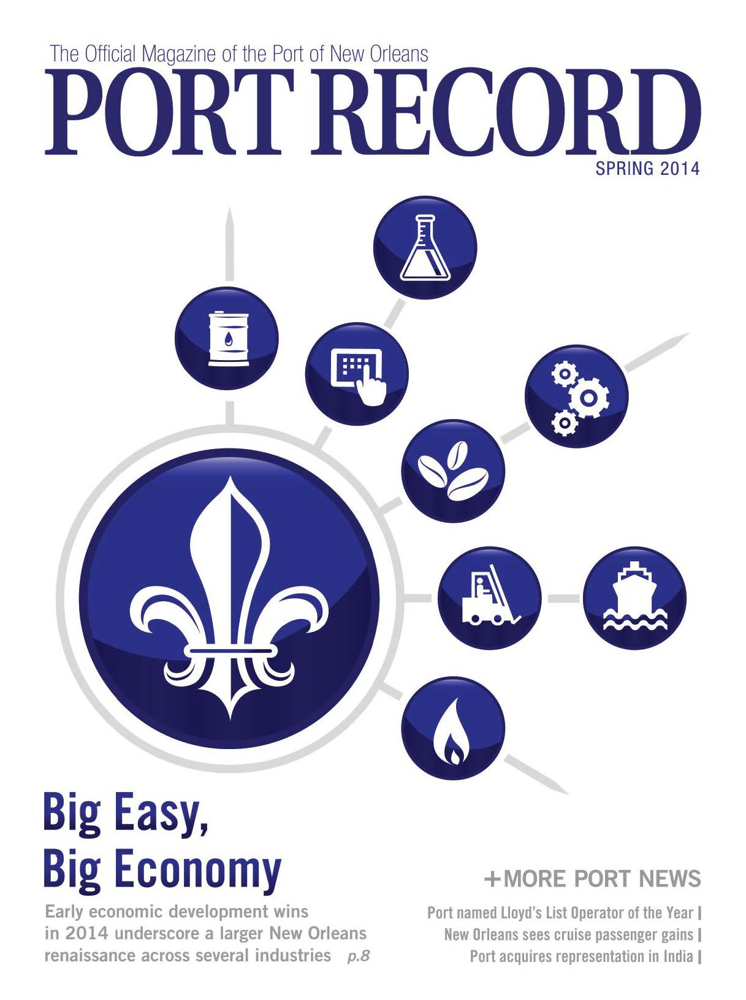 The Official Magazine of the Port of New Orleans
PORT RECORD
SPRING 2014
Big Easy,
Big Economy
Early economic development wins
in 2014 underscore a larger New Orleans
renaissance across several industries p.8
+MORE PORT NEWS
Port named Lloyd's List Operator of the Year |
New Orleans sees cruise passenger gains |
Port acquires representation in India |